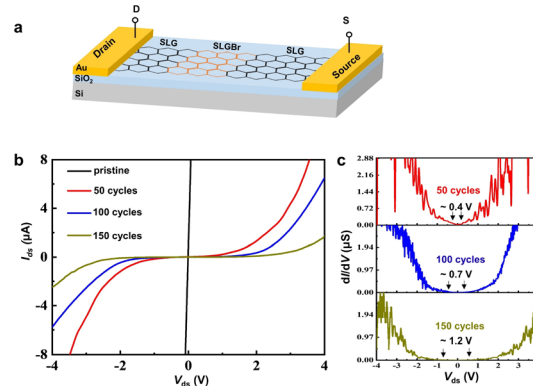 a
D
S
SLG
SLGBr
SLG
Drain
Source
Au
SiO2
Si
b
8
4
0
-4
-8
Ids (μA)
pristine
50 cycles
100 cycles
150 cycles
-4
-2
0
2
4
Vds (V)
c
dI/dV (μS)
2.88
2.16
1.44
0.72
0.00
50 cycles
~ 0.4 V
1.94
0.97
0.00
100 cycles
~ 0.7 V
1.94
0.97
0.00
150 cycles
~ 1.2 V
-4 -3 -2 -1 0 1 2 3
Vds (V)